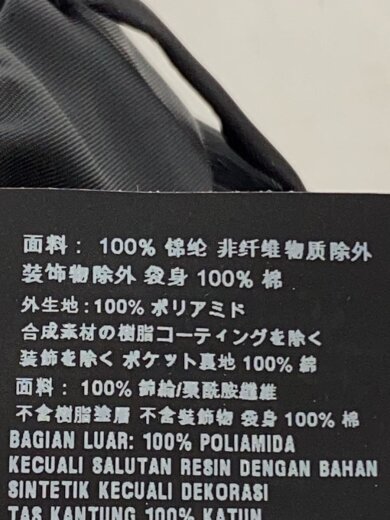 面料： 100% 锦纶 非纤维物质除外
装饰物除外 袋身 100% 棉
外生地：100% ポリアミド
合成素材の樹脂コーティングを除く
装飾を除く ポケット裏地 100% 綿
面料： 100% 錦綸/聚酰胺纖維
不含樹脂塗層 不含裝飾物 袋身 100% 棉
BAGIAN LUAR: 100% POLIAMIDA
KECUALI SALUTAN RESIN DENGAN BAHAN
SINTETIK KECUALI DEKORASI
TAS KANTUNG 100% KATUN